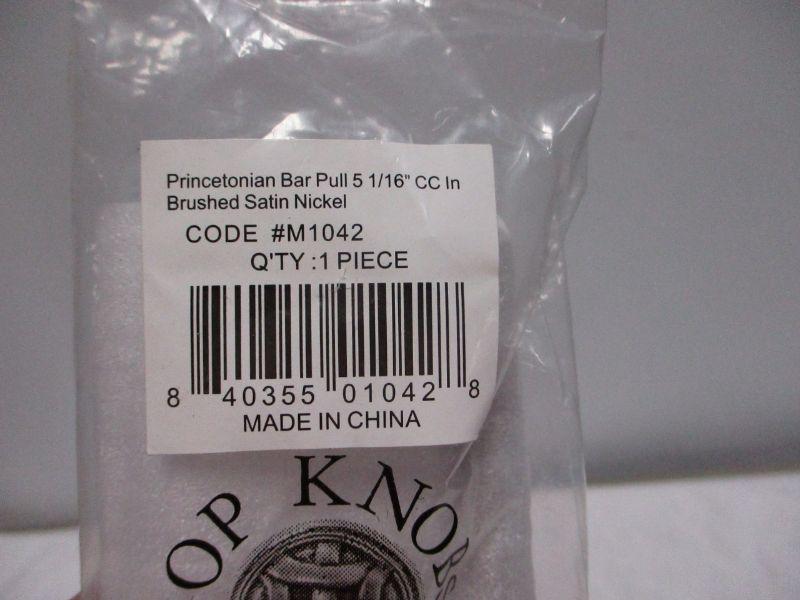 Princetonian Bar Pull 5 1/16" CC In
Brushed Satin Nickel
CODE #M1042
Q'TY :1 PIECE
8 40355 01042 8
MADE IN CHINA
OP KNOBS